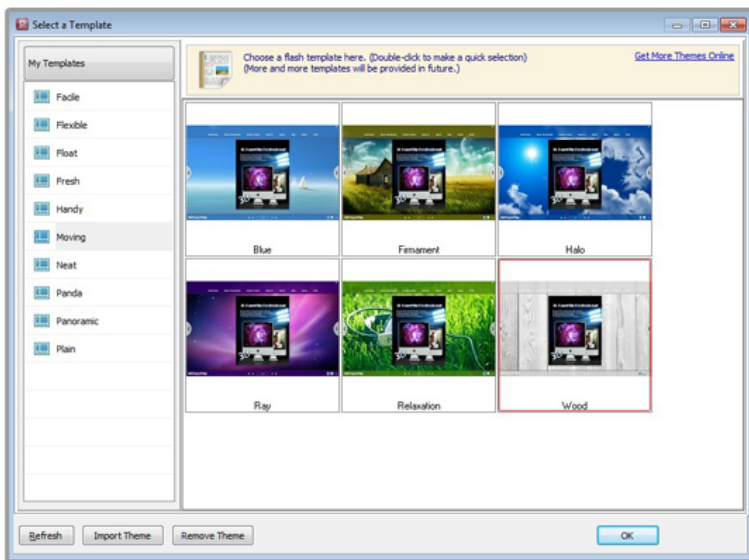 Select a Template
My Templates
Facile
Flexible
Float
Fresh
Handy
Moving
Neat
Panda
Panoramic
Plain
Choose a flash template here. (Double-click to make a quick selection)
(More and more templates will be provided in future.)
Get More Themes Online
Blue
Firmament
Halo
Ray
Relaxation
Wood
Refresh
Import Theme
Remove Theme
OK